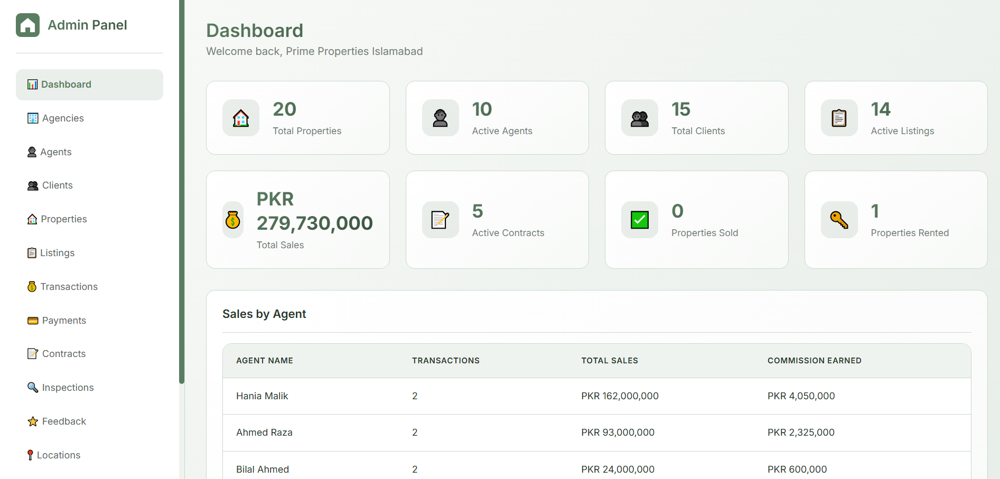 Admin Panel
Dashboard
Agencies
Agents
Clients
Properties
Listings
Transactions
Payments
Contracts
Inspections
Feedback
Locations
Dashboard
Welcome back, Prime Properties Islamabad
20
Total Properties
10
Active Agents
15
Total Clients
14
Active Listings
PKR
279,730,000
Total Sales
5
Active Contracts
0
Properties Sold
1
Properties Rented
Sales by Agent
AGENT NAME TRANSACTIONS TOTAL SALES COMMISSION EARNED
Hania Malik 2 PKR 162,000,000 PKR 4,050,000
Ahmed Raza 2 PKR 93,000,000 PKR 2,325,000
Bilal Ahmed 2 PKR 24,000,000 PKR 600,000